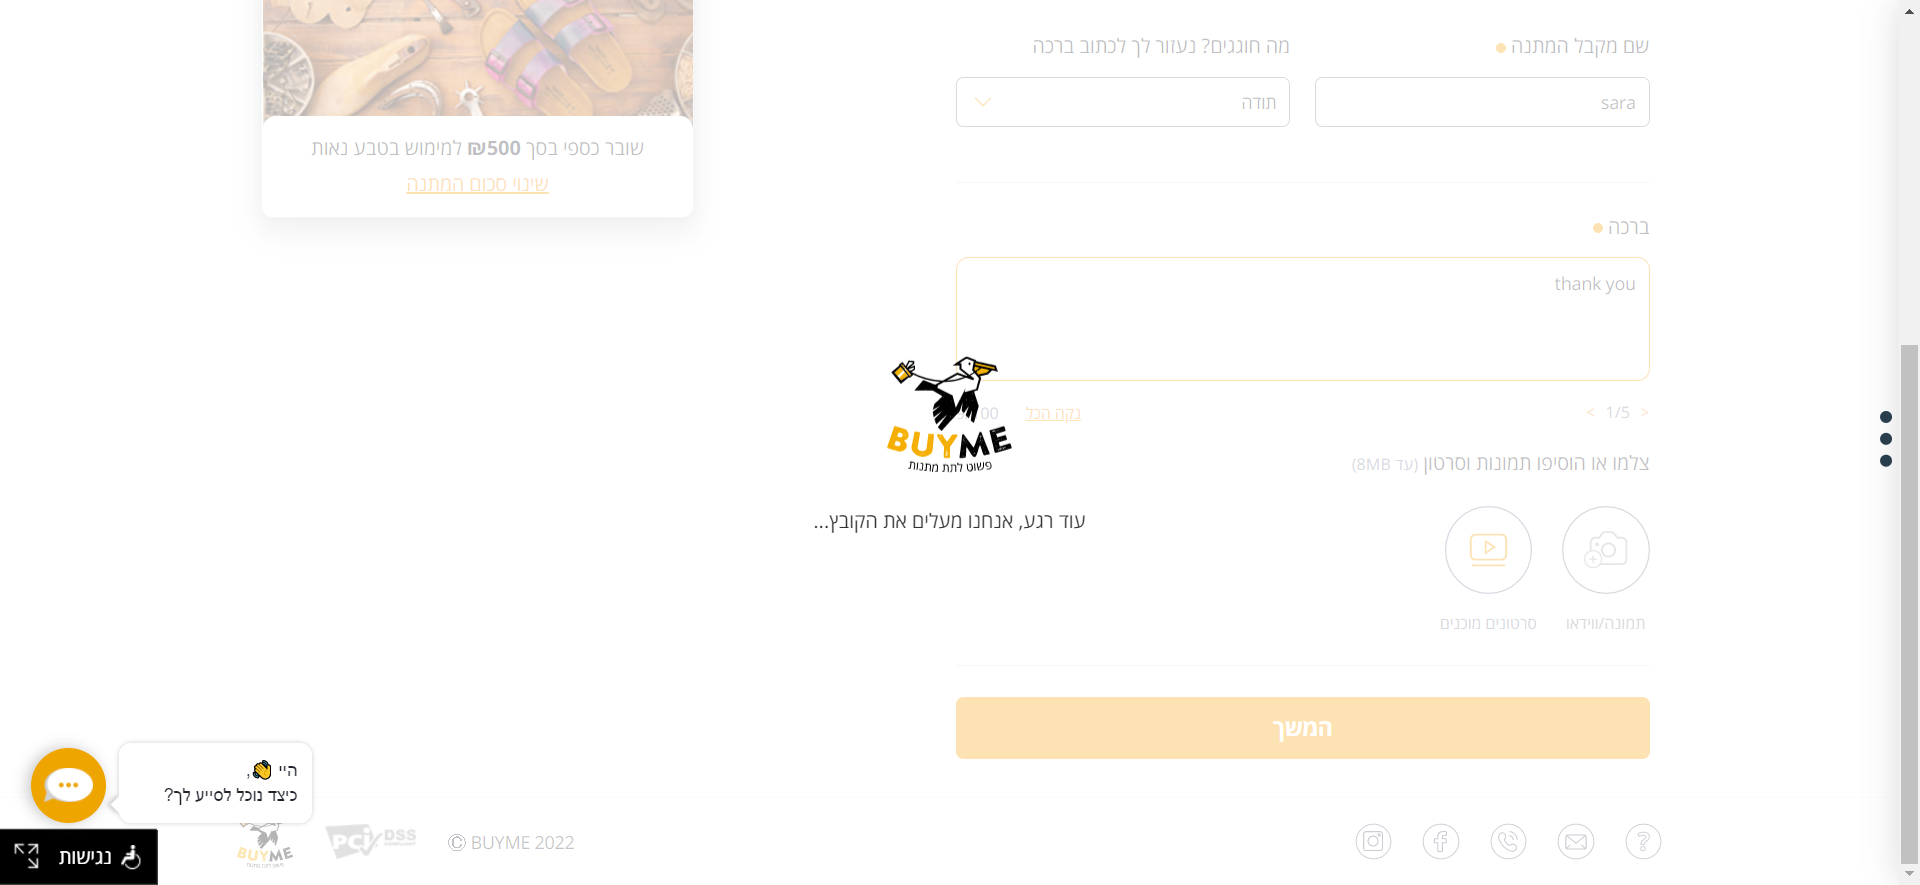 שם מקבל המתנה
מה חוגגים? נעזור לך לכתוב ברכה
sara
תודה
שובר כספי בסך 500₪ למימוש בטבע נאות
שינוי סכום המתנה
ברכה
thank you
< 1/5 >
נקה הכל
00
BUYME
פשוט לתת מתנות
צלמו או הוסיפו תמונות וסרטון (עד 8MB)
עוד רגע, אנחנו מעלים את הקובץ...
תמונה/ווידאו
סרטונים מוכנים
המשך
היי 👋,
כיצד נוכל לסייע לך?
BUYME
PCI DSS
© BUYME 2022
נגישות